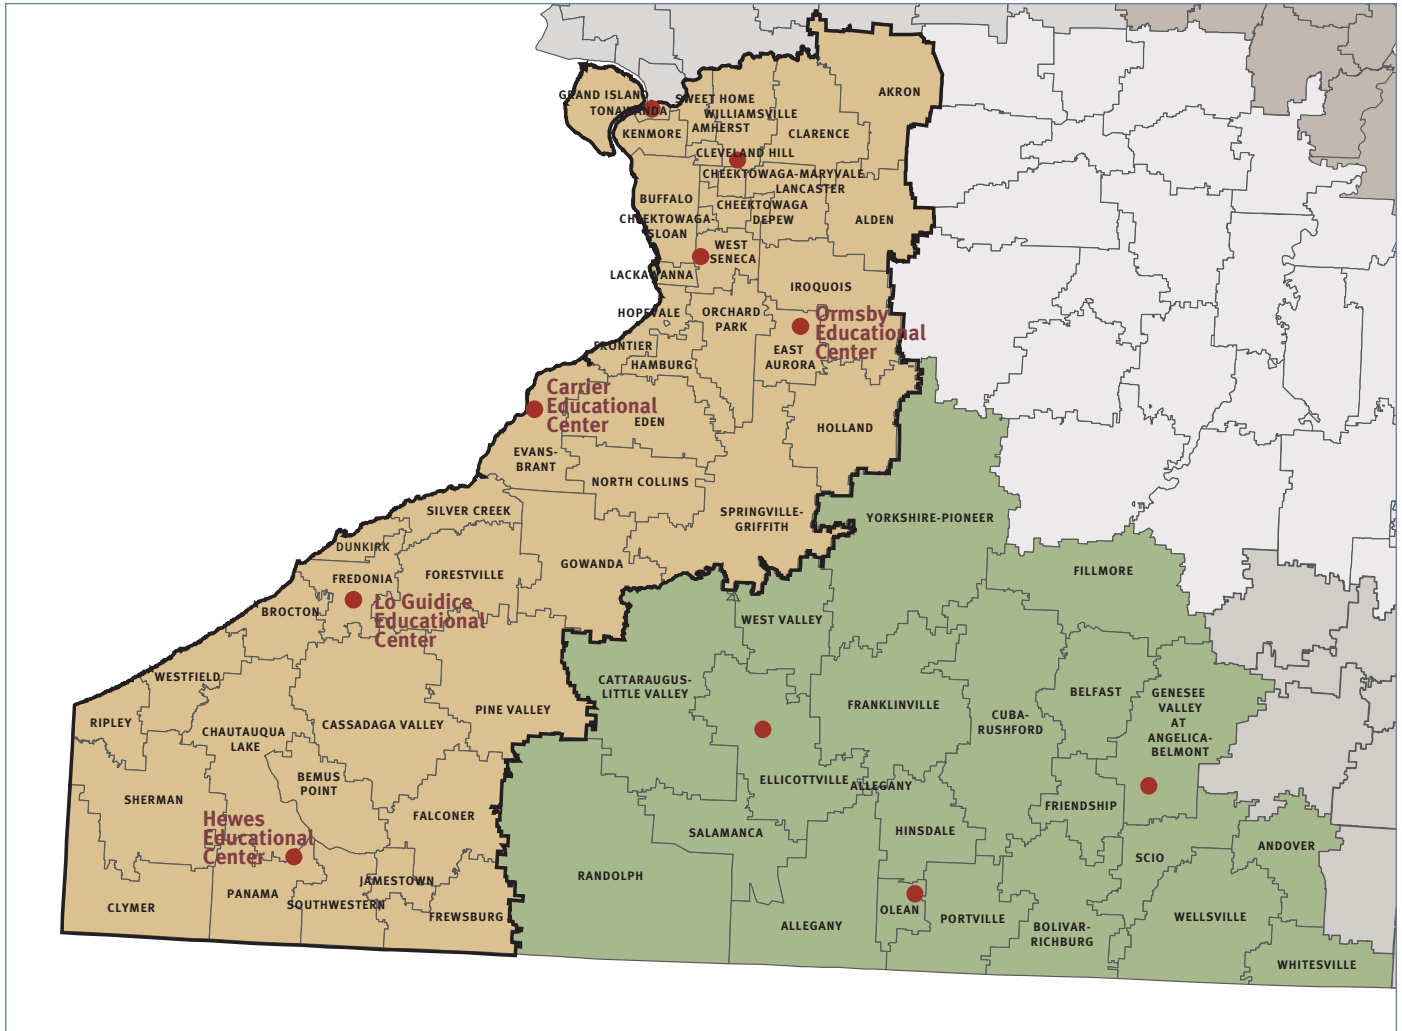 GRAND ISLAND
SWEET HOME
AKRON
TONAWANDA
WILLIAMSVILLE
KENMORE
AMHERST
CLARENCE
CLEVELAND HILL
CHEEKTOWAGA-MARYVALE
LANCASTER
BUFFALO
CHEEKTOWAGA
DEPEW
ALDEN
CHEEKTOWAGA-
SLOAN
WEST
SENECA
LACKAWANNA
IROQUOIS
HOPEVALE
ORCHARD
PARK
Ormsby
Educational
Center
FRONTIER
HAMBURG
EAST
AURORA
Carrier
Educational
Center
EDEN
HOLLAND
EVANS-
BRANT
NORTH COLLINS
SILVER CREEK
SPRINGVILLE-
GRIFFITH
YORKSHIRE-PIONEER
DUNKIRK
GOWANDA
FREDONIA
FORESTVILLE
FILLMORE
BROCTON
Lo Guidice
Educational
Center
WEST VALLEY
WESTFIELD
CATTARAUGUS-
LITTLE VALLEY
BELFAST
GENESEE
VALLEY
AT
ANGELICA-
BELMONT
RIPLEY
CHAUTAUQUA
LAKE
CASSADAGA VALLEY
PINE VALLEY
FRANKLINVILLE
CUBA-
RUSHFORD
BEMUS
POINT
ELLICOTTVILLE
ALLEGANY
SHERMAN
FALCONER
FRIENDSHIP
Hewes
Educational
Center
SALAMANCA
HINSDALE
SCIO
ANDOVER
RANDOLPH
JAMESTOWN
PANAMA
SOUTHWESTERN
CLYMER
FREWSBURG
ALLEGANY
OLEAN
PORTVILLE
BOLIVAR-
RICHBURG
WELLSVILLE
WHITESVILLE